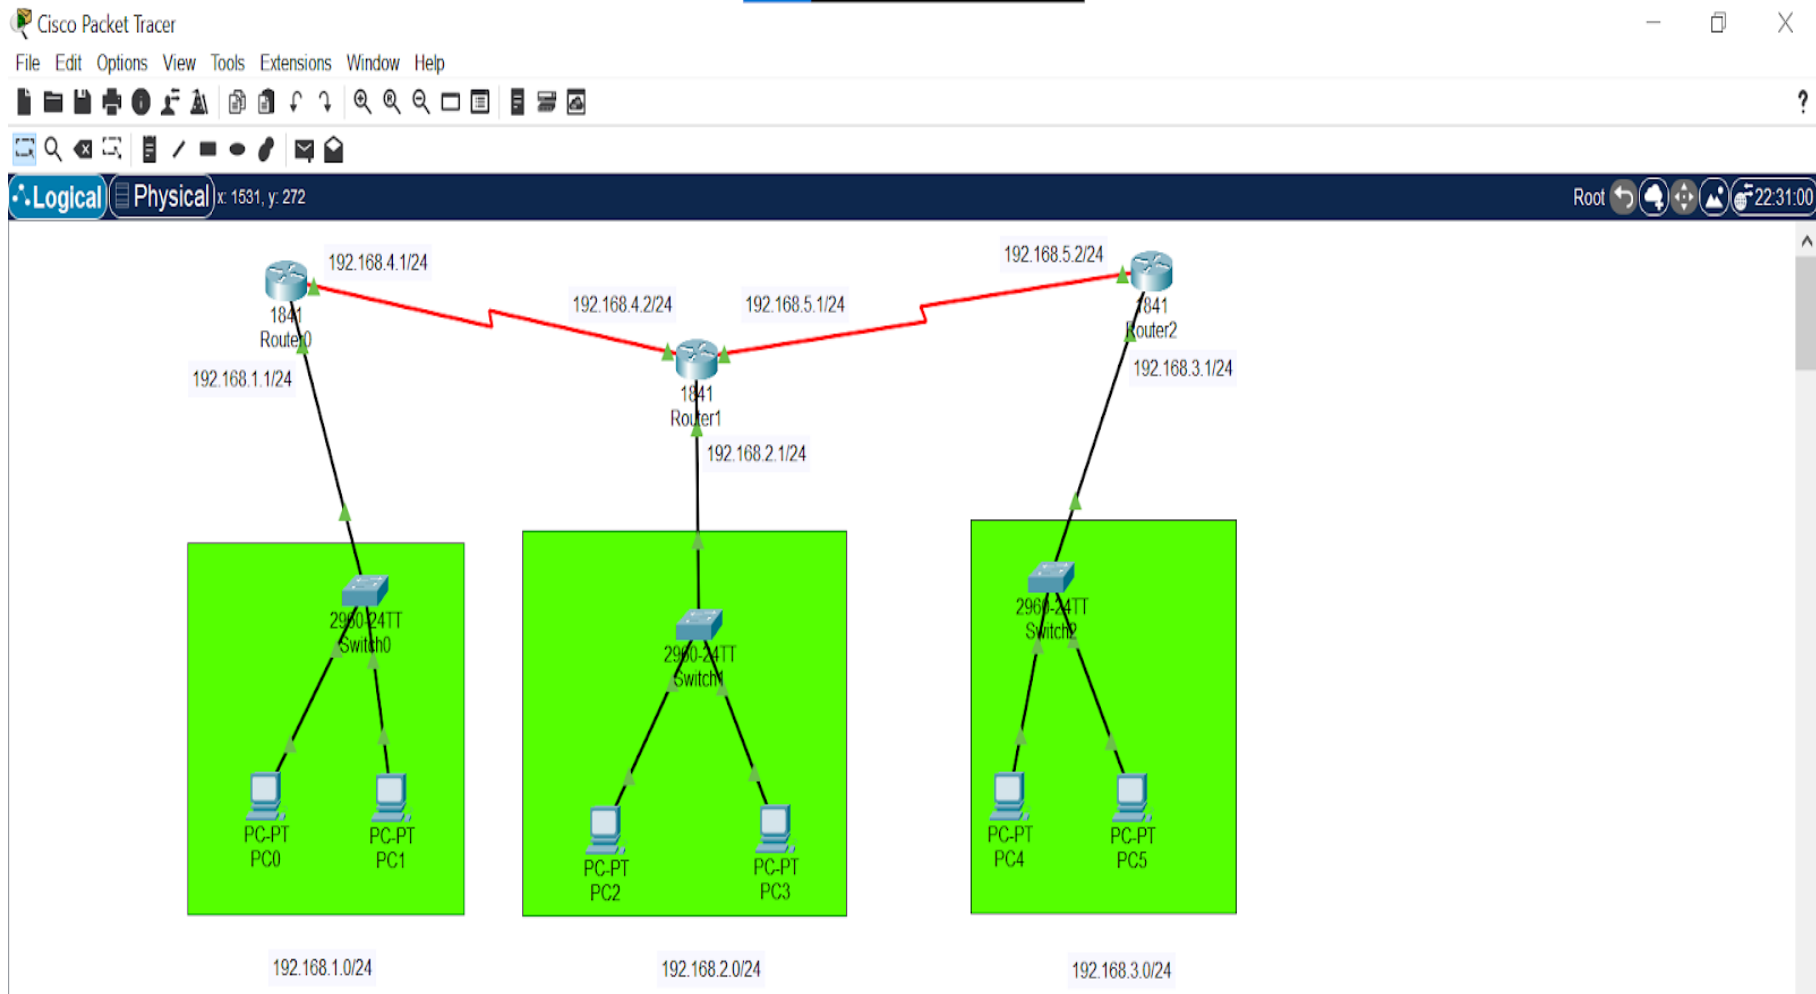 Cisco Packet Tracer
File Edit Options View Tools Extensions Window Help
?
Logical Physical x: 1531, y: 272 Root 22:31:00
192.168.4.1/24
192.168.5.2/24
192.168.4.2/24
192.168.5.1/24
1841
Router0
1841
Router2
192.168.1.1/24
192.168.3.1/24
1841
Router1
192.168.2.1/24
2960-24TT
Switch0
2960-24TT
Switch1
2960-24TT
Switch2
PC-PT
PC0
PC-PT
PC1
PC-PT
PC2
PC-PT
PC3
PC-PT
PC4
PC-PT
PC5
192.168.1.0/24
192.168.2.0/24
192.168.3.0/24